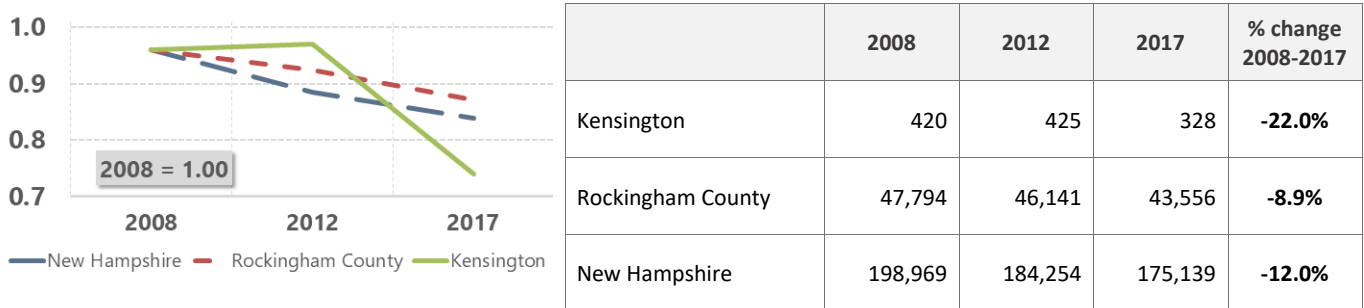 1.0
0.9
0.8
0.7
2008 = 1.00
2008 2012 2017
New Hampshire Rockingham County Kensington
2008 2012 2017 % change
2008-2017
Kensington 420 425 328 -22.0%
Rockingham County 47,794 46,141 43,556 -8.9%
New Hampshire 198,969 184,254 175,139 -12.0%